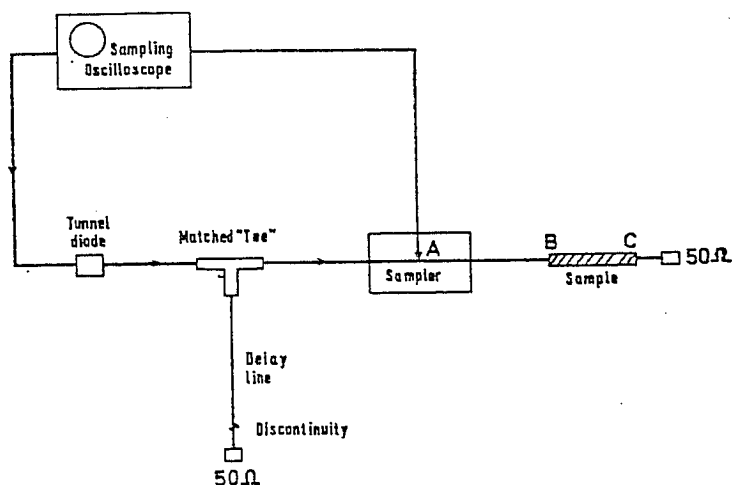 Sampling
Oscilloscope
Tunnel
diode
Matched "Tee"
A
Sampler
B
C
Sample
50Ω
Delay
line
Discontinuity
50Ω